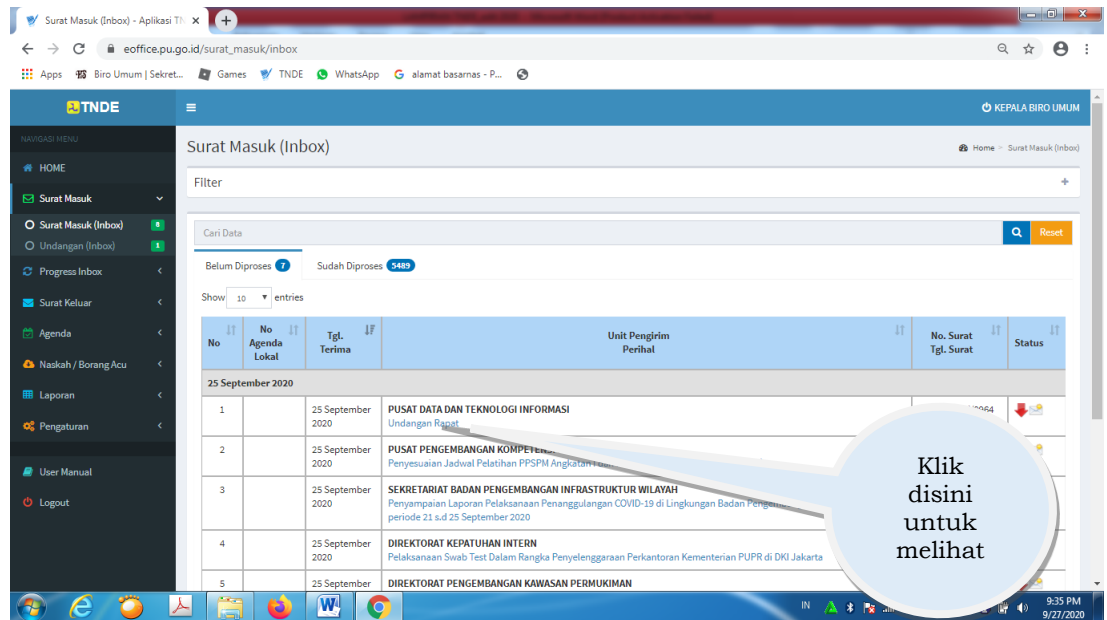 Surat Masuk (Inbox) - Aplikasi TN
eoffice.pu.go.id/surat_masuk/inbox
Apps Biro Umum | Sekret... Games TNDE WhatsApp alamat basarnas - P...
TNDE
KEPALA BIRO UMUM
NAVIGASI MENU
HOME
Surat Masuk
Surat Masuk (Inbox) 8
Undangan (Inbox) 1
Progress Inbox
Surat Keluar
Agenda
Naskah / Borang Acu
Laporan
Pengaturan
User Manual
Logout
Surat Masuk (Inbox)
Home > Surat Masuk (Inbox)
Filter +
Cari Data
Reset
Belum Diproses 7 Sudah Diproses 5489
Show 10 entries
No
No Agenda Lokal
Tgl. Terima
Unit Pengirim
Perihal
No. Surat
Tgl. Surat
Status
25 September 2020
1
25 September 2020
PUSAT DATA DAN TEKNOLOGI INFORMASI
Undangan Rapat
2
25 September 2020
PUSAT PENGEMBANGAN
Penyesuaian Jadwal Pelatihan PPSPM Angkatan
3
25 September 2020
SEKRETARIAT BADAN PENGEMBANGAN INFRASTRUKTUR WILAYAH
Penyampaian Laporan Pelaksanaan Penanggulangan COVID-19 di Lingkungan Badan
periode 21 s.d 25 September 2020
4
25 September 2020
DIREKTORAT KEPATUHAN INTERN
Pelaksanaan Swab Test Dalam Rangka Penyelenggaraan Perkantoran Kementerian PUPR di DKI Jakarta
5
25 September
DIREKTORAT PENGEMBANGAN KAWASAN PERMUKIMAN
Klik
disini
untuk
melihat
IN
9:35 PM
9/27/2020